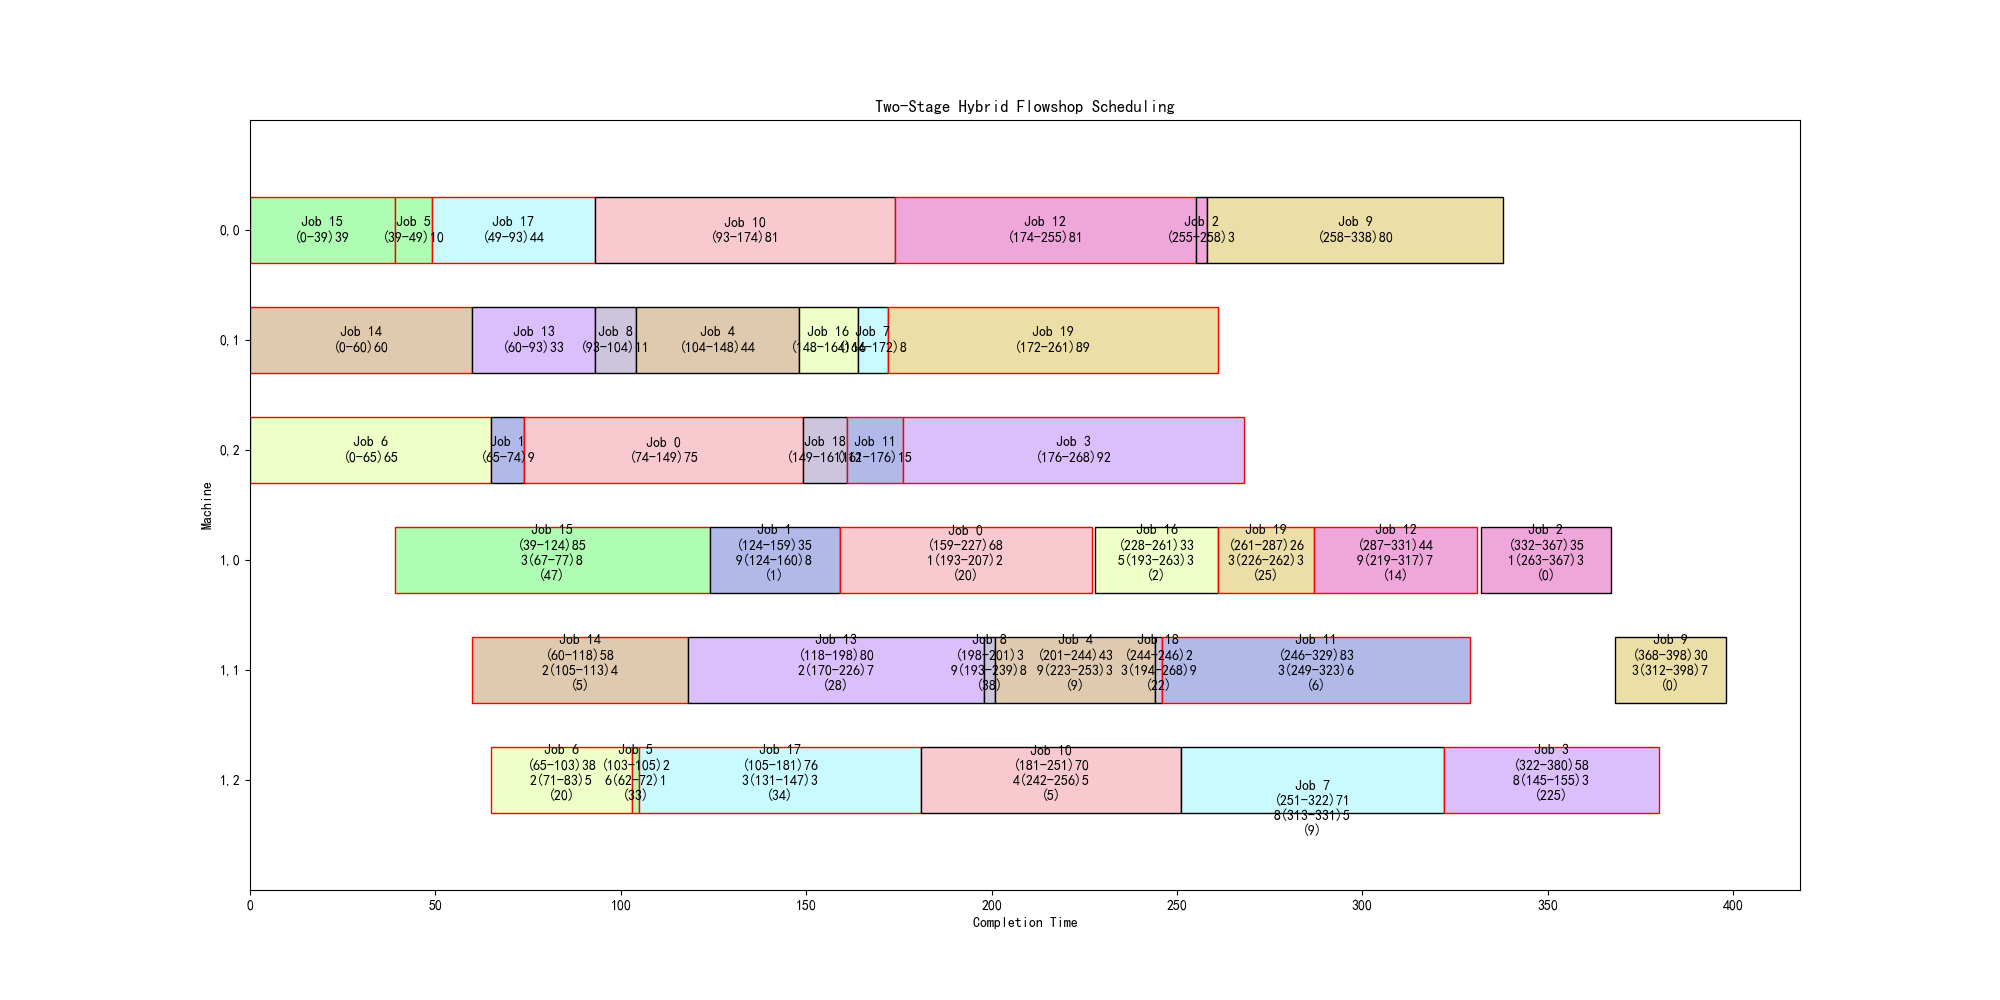 Two-Stage Hybrid Flowshop Scheduling
Machine
0,0
Job 15
(0-39)39
Job 5
(39-49)10
Job 17
(49-93)44
Job 10
(93-174)81
Job 12
(174-255)81
Job 2
(255-258)3
Job 9
(258-338)80
0,1
Job 14
(0-60)60
Job 13
(60-93)33
Job 8
(93-104)11
Job 4
(104-148)44
Job 16
(148-164)16
Job 7
(164-172)8
Job 19
(172-261)89
0,2
Job 6
(0-65)65
Job 1
(65-74)9
Job 0
(74-149)75
Job 18
(149-161)12
Job 11
(161-176)15
Job 3
(176-268)92
1,0
Job 15
(39-124)85
3(67-77)8
(47)
Job 1
(124-159)35
9(124-160)8
(1)
Job 0
(159-227)68
1(193-207)2
(20)
Job 16
(228-261)33
5(193-263)3
(2)
Job 19
(261-287)26
3(226-262)3
(25)
Job 12
(287-331)44
9(219-317)7
(14)
Job 2
(332-367)35
1(263-367)3
(0)
1,1
Job 14
(60-118)58
2(105-113)4
(5)
Job 13
(118-198)80
2(170-226)7
(28)
Job 8
(198-201)3
9(193-239)8
(38)
Job 4
(201-244)43
9(223-253)3
(9)
Job 18
(244-246)2
3(194-268)9
(22)
Job 11
(246-329)83
3(249-323)6
(6)
Job 9
(368-398)30
3(312-398)7
(0)
1,2
Job 6
(65-103)38
2(71-83)5
(20)
Job 5
(103-105)2
6(62-72)1
(33)
Job 17
(105-181)76
3(131-147)3
(34)
Job 10
(181-251)70
4(242-256)5
(5)
Job 7
(251-322)71
8(313-331)5
(9)
Job 3
(322-380)58
8(145-155)3
(225)
0 50 100 150 200 250 300 350 400
Completion Time